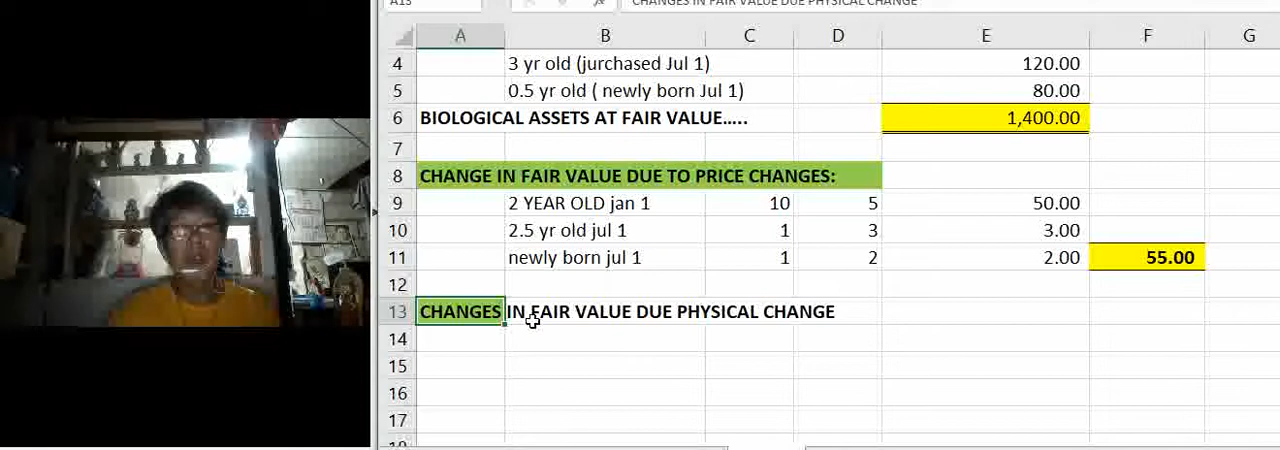 A13 fx CHANGES IN FAIR VALUE DUE PHYSICAL CHANGE
A B C D E F G
4 3 yr old (jurchased Jul 1) 120.00
5 0.5 yr old ( newly born Jul 1) 80.00
6 BIOLOGICAL ASSETS AT FAIR VALUE..... 1,400.00
7
8 CHANGE IN FAIR VALUE DUE TO PRICE CHANGES:
9 2 YEAR OLD jan 1 10 5 50.00
10 2.5 yr old jul 1 1 3 3.00
11 newly born jul 1 1 2 2.00 55.00
12
13 CHANGES IN FAIR VALUE DUE PHYSICAL CHANGE
14
15
16
17